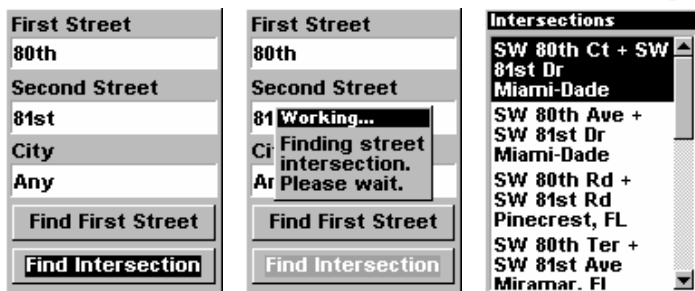 First Street
80th
Second Street
81st
City
Any
Find First Street
Find Intersection
First Street
80th
Second Street
81
Working...
Finding street
intersection.
Please wait.
Find First Street
Find Intersection
Intersections
SW 80th Ct + SW
81st Dr
Miami-Dade
SW 80th Ave +
SW 81st Dr
Miami-Dade
SW 80th Rd +
SW 81st Rd
Pinecrest, FL
SW 80th Ter +
SW 81st Ave
Miramar, FL